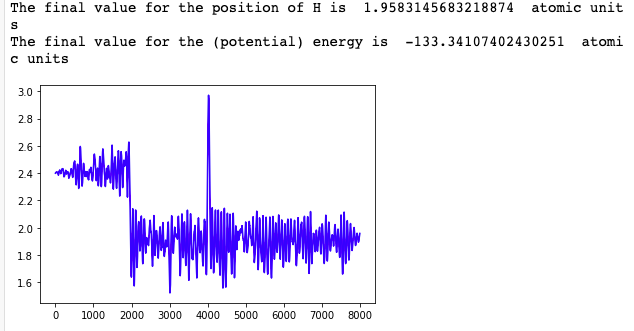 The final value for the position of H is  1.9583145683218874  atomic unit
s
The final value for the (potential) energy is  -133.34107402430251  atomi
c units
3.0
2.8
2.6
2.4
2.2
2.0
1.8
1.6
0 1000 2000 3000 4000 5000 6000 7000 8000